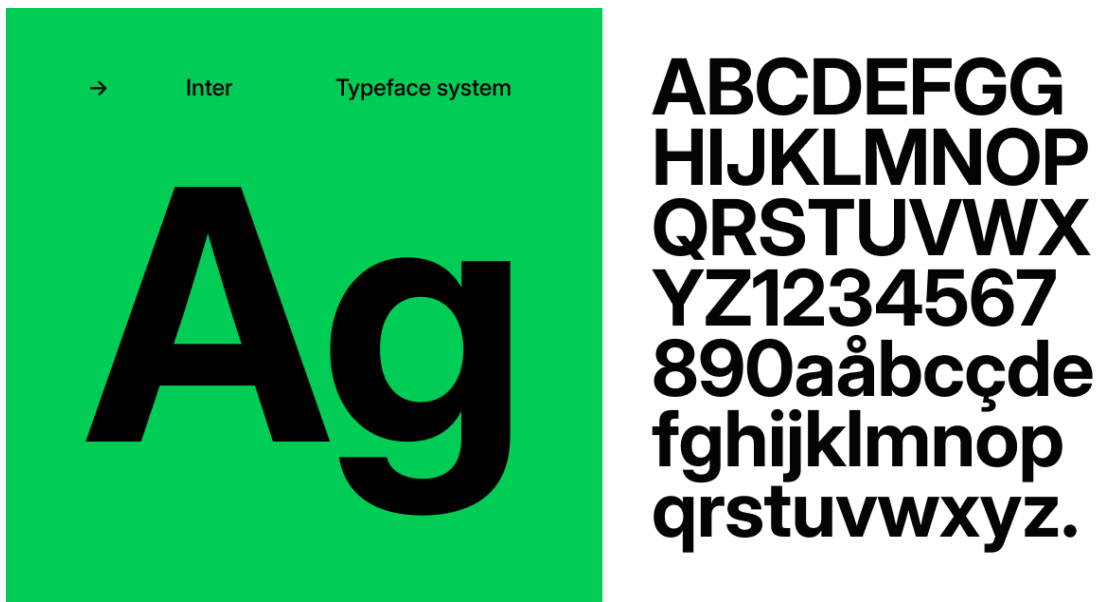 → Inter Typeface system
Ag
ABCDEFGG
HIJKLMNOP
QRSTUVWX
YZ1234567
890aåbcçde
fghijklmnop
qrstuvwxyz.